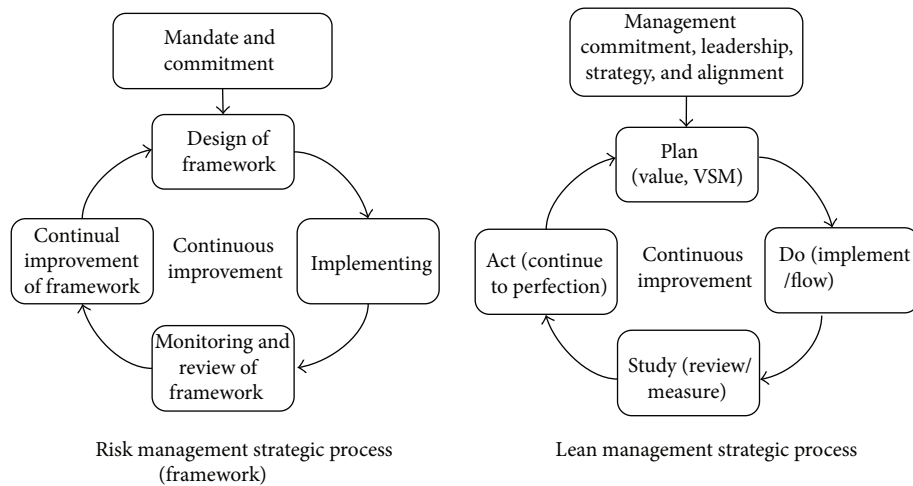 Mandate and
commitment
Design of
framework
Continual
improvement
of framework
Continuous
improvement
Implementing
Monitoring and
review of
framework
Risk management strategic process
(framework)
Management
commitment, leadership,
strategy, and alignment
Plan
(value, VSM)
Act (continue
to perfection)
Continuous
improvement
Do (implement
/flow)
Study (review/
measure)
Lean management strategic process